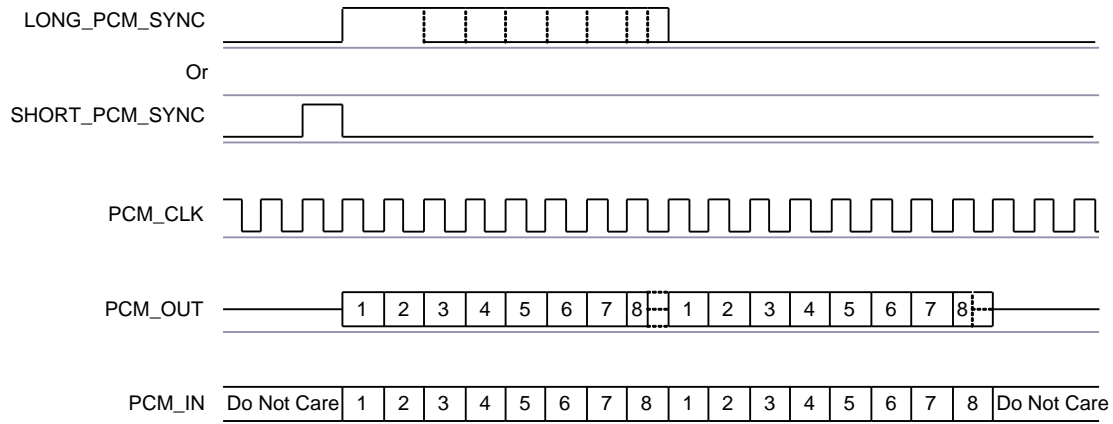 LONG_PCM_SYNC
Or
SHORT_PCM_SYNC
PCM_CLK
PCM_OUT 1 2 3 4 5 6 7 8 1 2 3 4 5 6 7 8
PCM_IN Do Not Care 1 2 3 4 5 6 7 8 1 2 3 4 5 6 7 8 Do Not Care